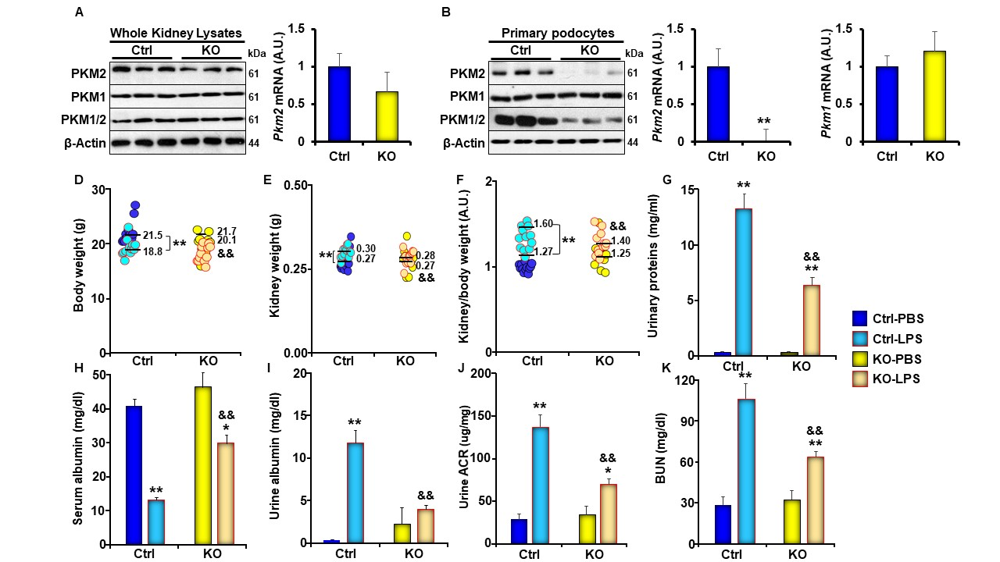 A
Whole Kidney Lysates
Ctrl KO
kDa
PKM2 61
PKM1 61
PKM1/2 61
β-Actin 44
Pkm2 mRNA (A.U.)
1.5
1
0.5
0
Ctrl KO
B
Primary podocytes
Ctrl KO
kDa
PKM2 61
PKM1 61
PKM1/2 61
β-Actin 44
Pkm2 mRNA (A.U.)
1.5
1
0.5
0
**
Ctrl KO
Pkm1 mRNA (A.U.)
1.5
1
0.5
0
Ctrl KO
D
Body weight (g)
30
20
10
0
21.5
18.8
**
21.7
20.1
&&
Ctrl KO
E
Kidney weight (g)
0.50
0.25
0.00
**
0.30
0.27
0.28
0.27
&&
Ctrl KO
F
Kidney/body weight (A.U.)
2
1
0
1.60
1.27
**
&&
1.40
1.25
Ctrl KO
G
Urinary proteins (mg/ml)
15
10
5
0
**
&&
**
Ctrl KO
Ctrl-PBS
Ctrl-LPS
KO-PBS
KO-LPS
H
Serum albumin (mg/dl)
50
40
30
20
10
0
**
&&
*
Ctrl KO
I
Urine albumin (mg/dl)
20
15
10
5
0
**
&&
Ctrl KO
J
Urine ACR (ug/mg)
200
150
100
50
0
**
&&
*
Ctrl KO
K
BUN (mg/dl)
120
90
60
30
0
**
&&
**
Ctrl KO